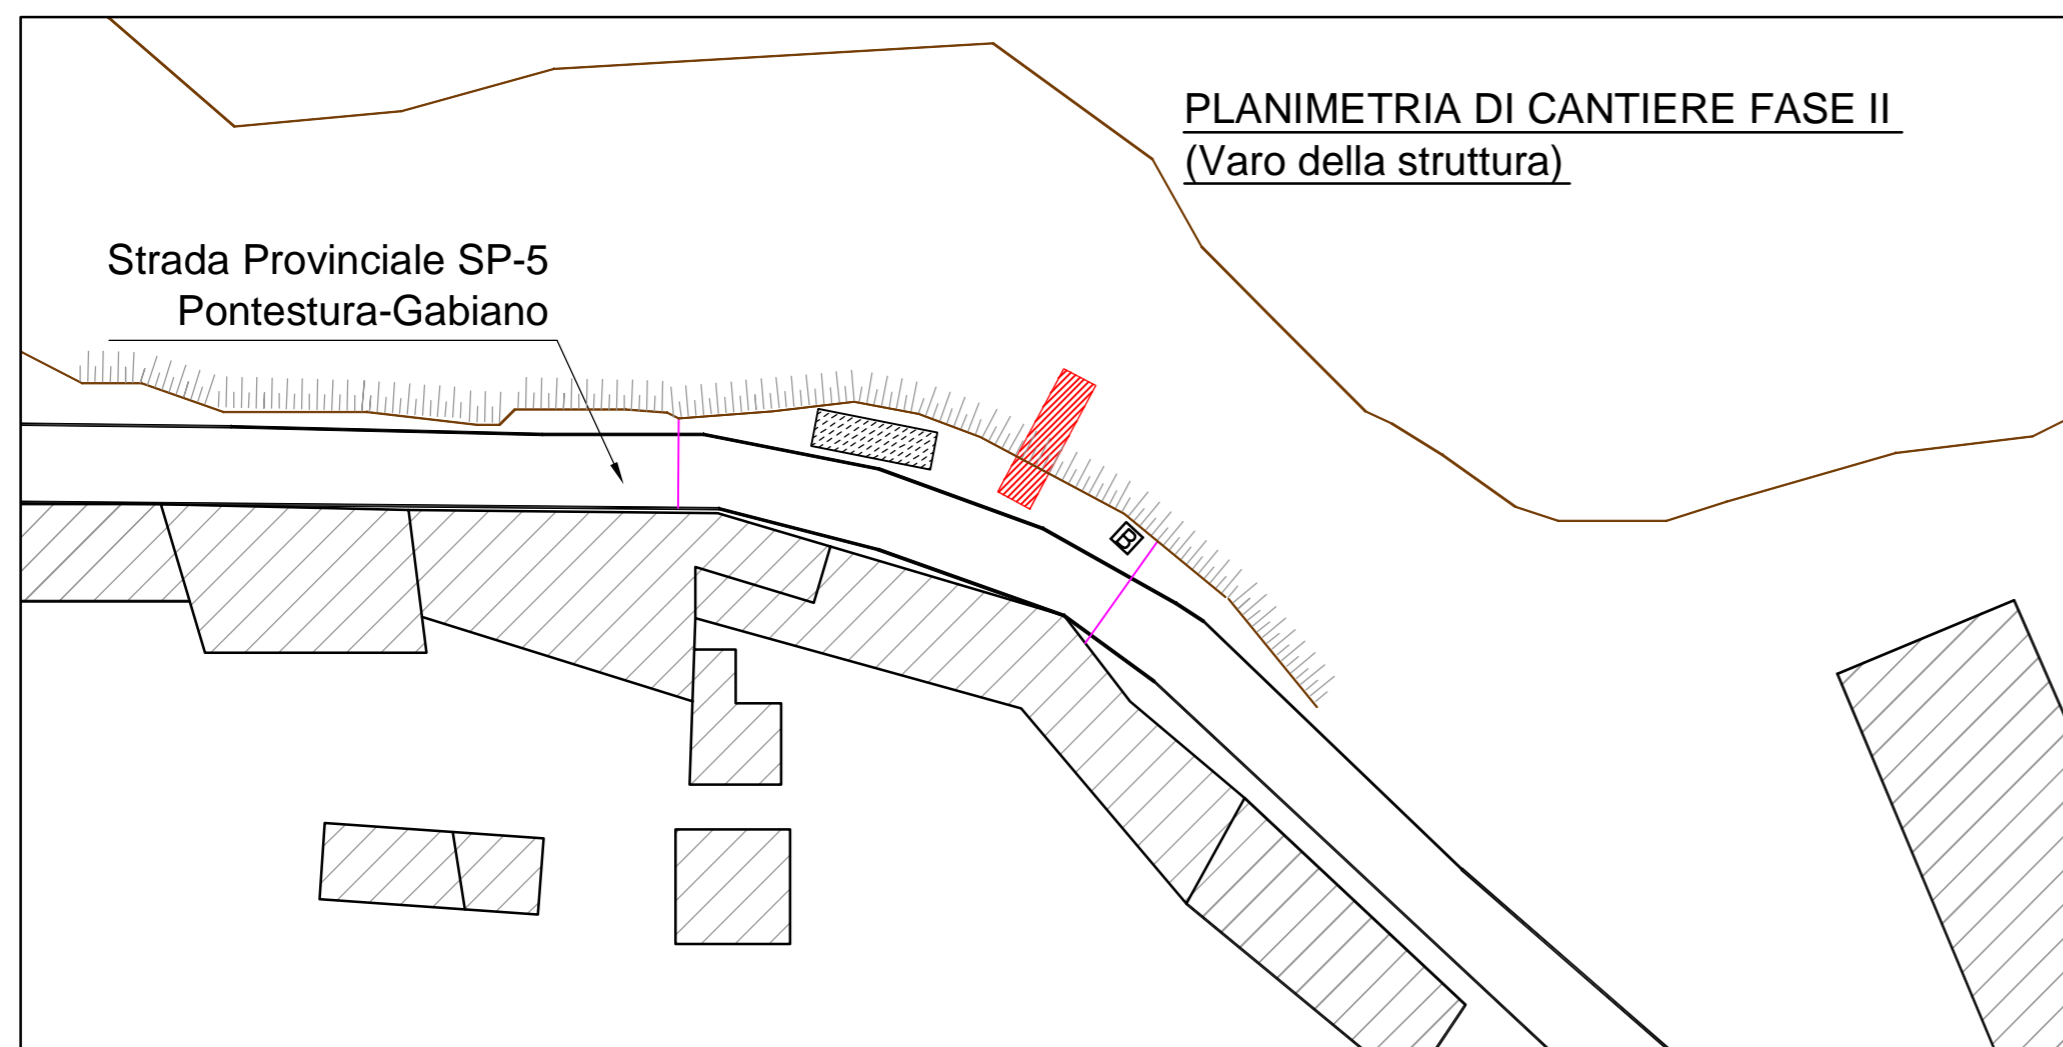 PLANIMETRIA DI CANTIERE FASE II
(Varo della struttura)
Strada Provinciale SP-5
Pontestura-Gabiano
B